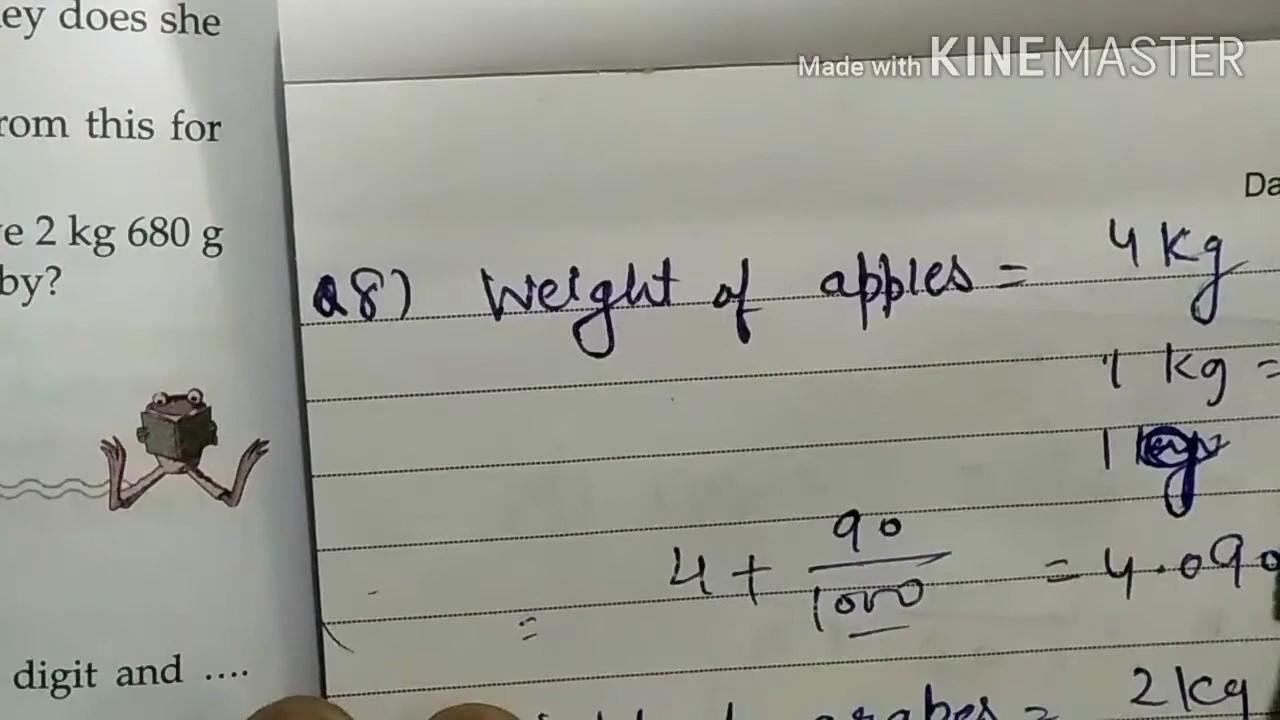 ey does she
Made with KINEMASTER
rom this for
Da
e 2 kg 680 g
by?
Q8) Weight of apples = 4 kg
1 kg =
1
4 + 90/1000 = 4.090
=
digit and ....
= 2 kg